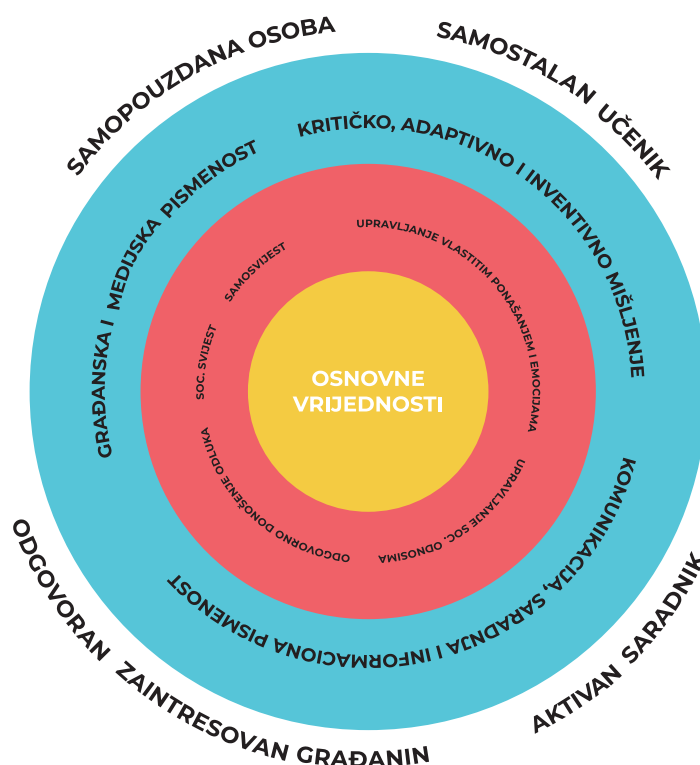 SAMOPOUZDANA OSOBA
SAMOSTALAN UČENIK
GRAĐANSKA I MEDIJSKA PISMENOST
KRITIČKO, ADAPTIVNO I INVENTIVNO MIŠLJENJE
UPRAVLJANJE VLASTITIM PONAŠANJEM I EMOCIJAMA
SAMOSVIJEST
SOC. SVIJEST
OSNOVNE
VRIJEDNOSTI
ODGOVORNO DONOŠENJE ODLUKA
UPRAVLJANJE SOC. ODNOSIMA
KOMUNIKACIJA, SARADNJA I INFORMACIONA PISMENOST
ODGOVORAN ZAINTRESOVAN GRAĐANIN
AKTIVAN SARADNIK